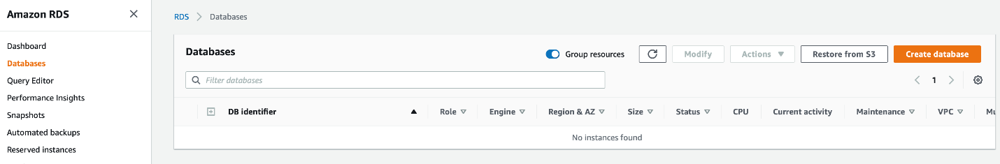 Amazon RDS
Dashboard
Databases
Query Editor
Performance Insights
Snapshots
Automated backups
Reserved instances
RDS > Databases
Databases
Group resources
Modify
Actions
Restore from S3
Create database
Filter databases
1
DB identifier Role Engine Region & AZ Size Status CPU Current activity Maintenance VPC
No instances found